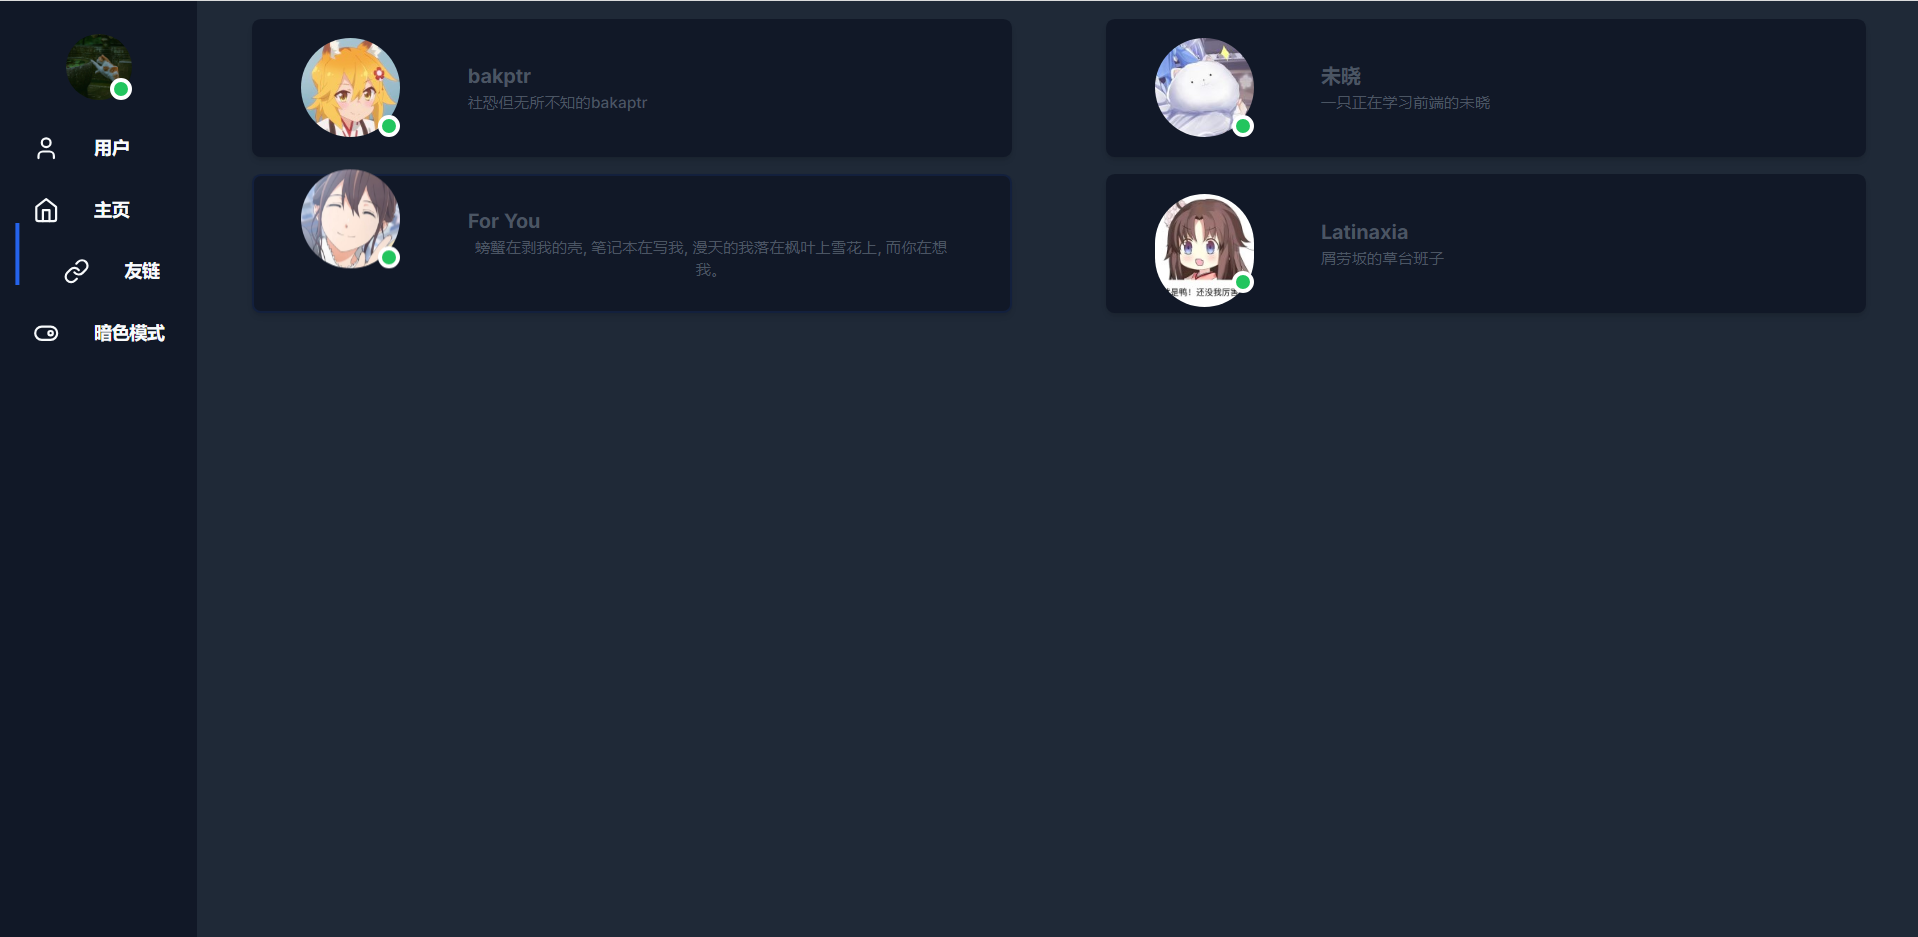 用户
主页
友链
暗色模式
bakptr
社恐但无所不知的bakaptr
未晓
一只正在学习前端的未晓
For You
螃蟹在剥我的壳, 笔记本在写我, 漫天的我落在枫叶上雪花上, 而你在想
我。
Latinaxia
屑劳坂的草台班子
是鸭！还没我厉害